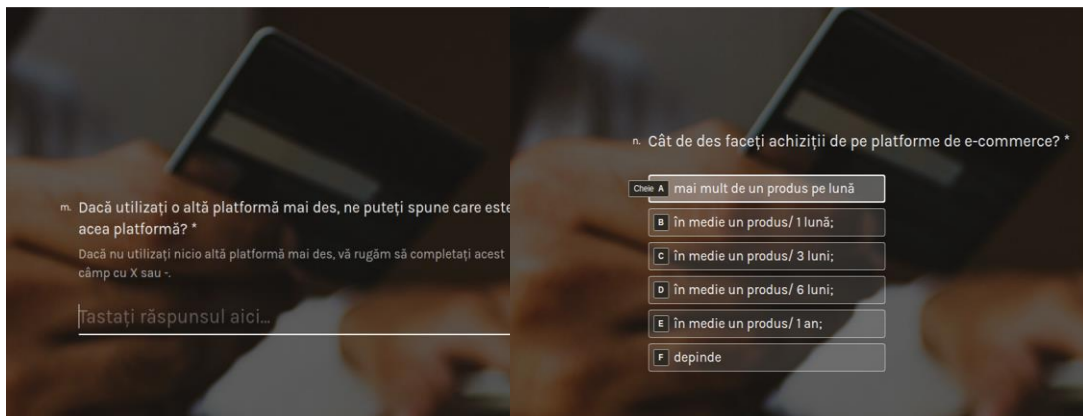 m. Dacă utilizați o altă platformă mai des, ne puteți spune care este
acea platformă? *
Dacă nu utilizați nicio altă platformă mai des, vă rugăm să completați acest
câmp cu X sau -.
Tastați răspunsul aici...
n. Cât de des faceți achiziții de pe platforme de e-commerce? *
Cheie A mai mult de un produs pe lună
B în medie un produs/ 1 lună;
C în medie un produs/ 3 luni;
D în medie un produs/ 6 luni;
E în medie un produs/ 1 an;
F depinde